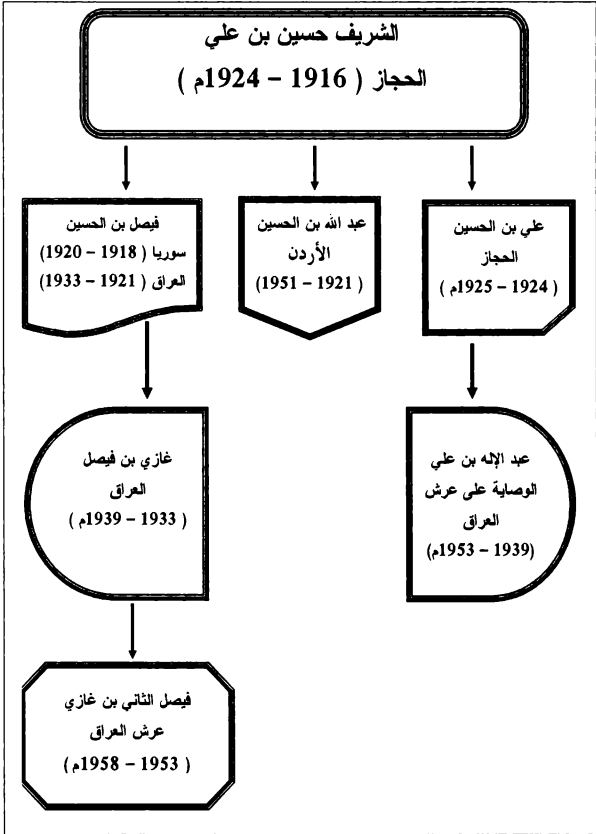 الشريف حسين بن علي
الحجاز ( 1916 – 1924م )
علي بن الحسين
الحجاز
( 1924 – 1925م )
عبد الله بن الحسين
الأردن
( 1921 – 1951)
فيصل بن الحسين
سوريا ( 1918 – 1920)
العراق ( 1921 – 1933)
عبد الإله بن علي
الوصاية على عرش
العراق
(1939 – 1953م)
غازي بن فيصل
العراق
( 1933 – 1939م )
فيصل الثاني بن غازي
عرش العراق
( 1953 – 1958م )